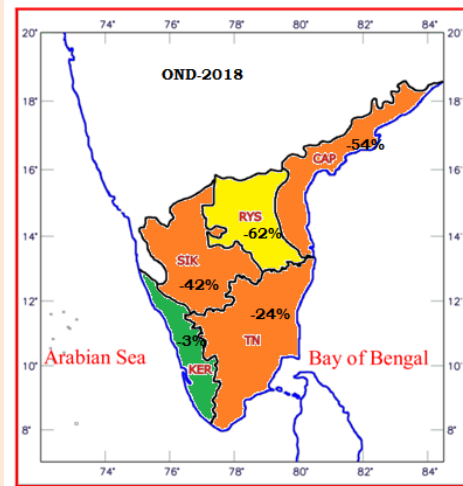 74° 76° 78° 80° 82° 84°
20° 20°
OND-2018
18° 18°
-54%
CAP
16° 16°
RYS
-62%
14° 14°
SIK
-42%
12° 12°
-24%
-3%
TN
Arabian Sea
Bay of Bengal
KER
10° 10°
8° 8°
74° 76° 78° 80° 82° 84°